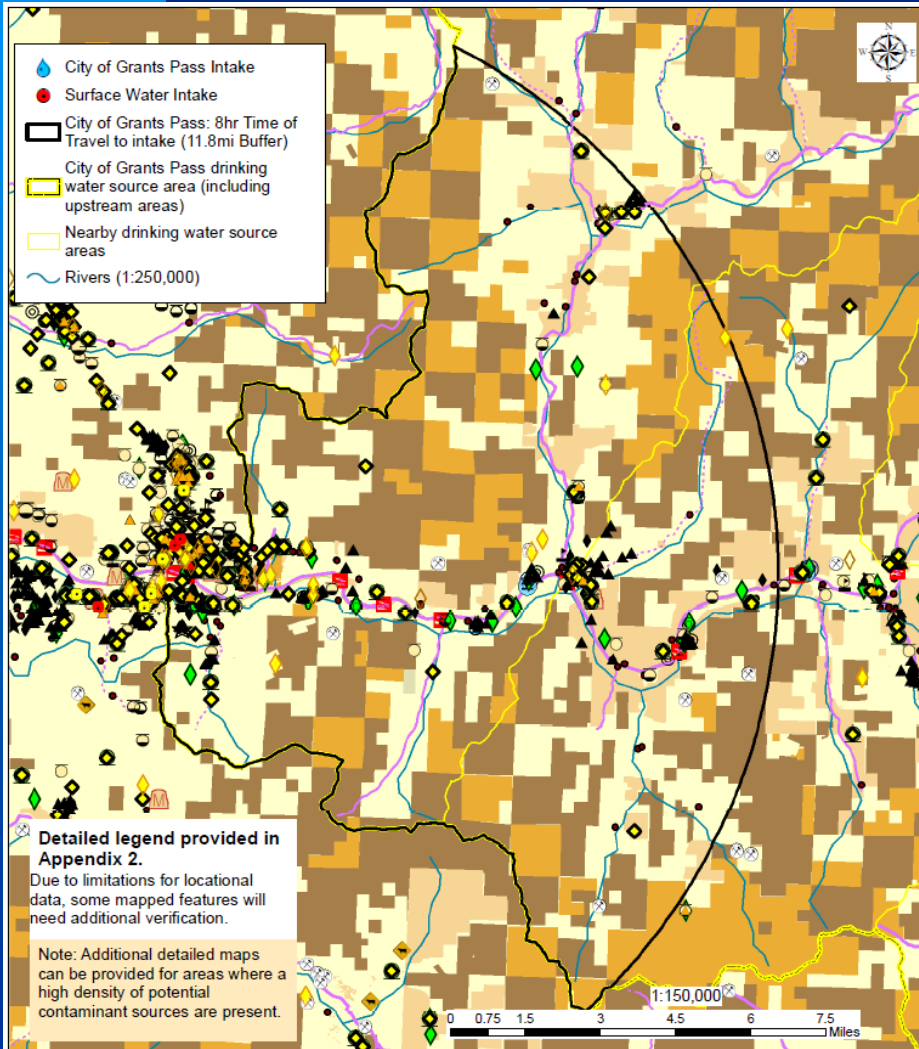 N
W E
S
City of Grants Pass Intake
Surface Water Intake
City of Grants Pass: 8hr Time of
Travel to intake (11.8mi Buffer)
City of Grants Pass drinking
water source area (including
upstream areas)
Nearby drinking water source
areas
Rivers (1:250,000)
M
M
M
Detailed legend provided in
Appendix 2.
Due to limitations for locational
data, some mapped features will
need additional verification.
Note: Additional detailed maps
can be provided for areas where a
high density of potential
contaminant sources are present.
1:150,000
0 0.75 1.5 3 4.5 6 7.5
Miles